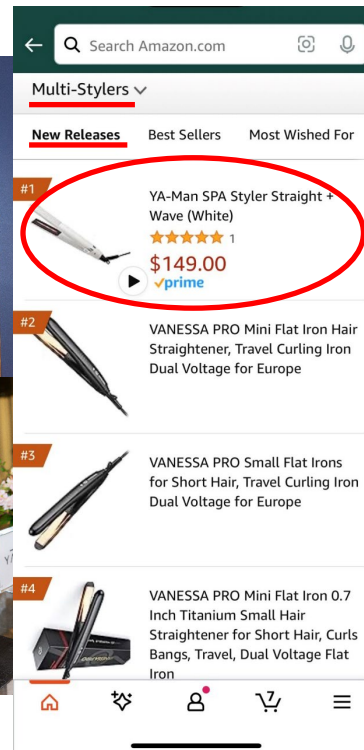 Search Amazon.com
Multi-Stylers
New Releases Best Sellers Most Wished For
#1
YA-Man SPA Styler Straight +
Wave (White)
1
$149.00
prime
#2
VANESSA PRO Mini Flat Iron Hair
Straightener, Travel Curling Iron
Dual Voltage for Europe
#3
VANESSA PRO Small Flat Irons
for Short Hair, Travel Curling Iron
Dual Voltage for Europe
#4
VANESSA PRO Mini Flat Iron 0.7
Inch Titanium Small Hair
Straightener for Short Hair, Curls
Bangs, Travel, Dual Voltage Flat
Iron
7